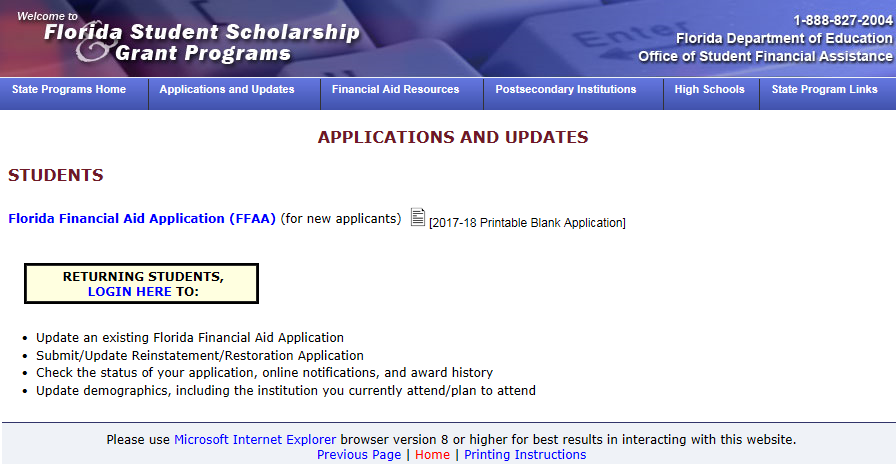 Welcome to
Florida Student Scholarship
& Grant Programs
1-888-827-2004
Florida Department of Education
Office of Student Financial Assistance
Enter
State Programs Home
Applications and Updates
Financial Aid Resources
Postsecondary Institutions
High Schools
State Program Links
APPLICATIONS AND UPDATES
STUDENTS
Florida Financial Aid Application (FFAA) (for new applicants) [2017-18 Printable Blank Application]
RETURNING STUDENTS,
LOGIN HERE TO:
• Update an existing Florida Financial Aid Application
• Submit/Update Reinstatement/Restoration Application
• Check the status of your application, online notifications, and award history
• Update demographics, including the institution you currently attend/plan to attend
Please use Microsoft Internet Explorer browser version 8 or higher for best results in interacting with this website.
Previous Page | Home | Printing Instructions